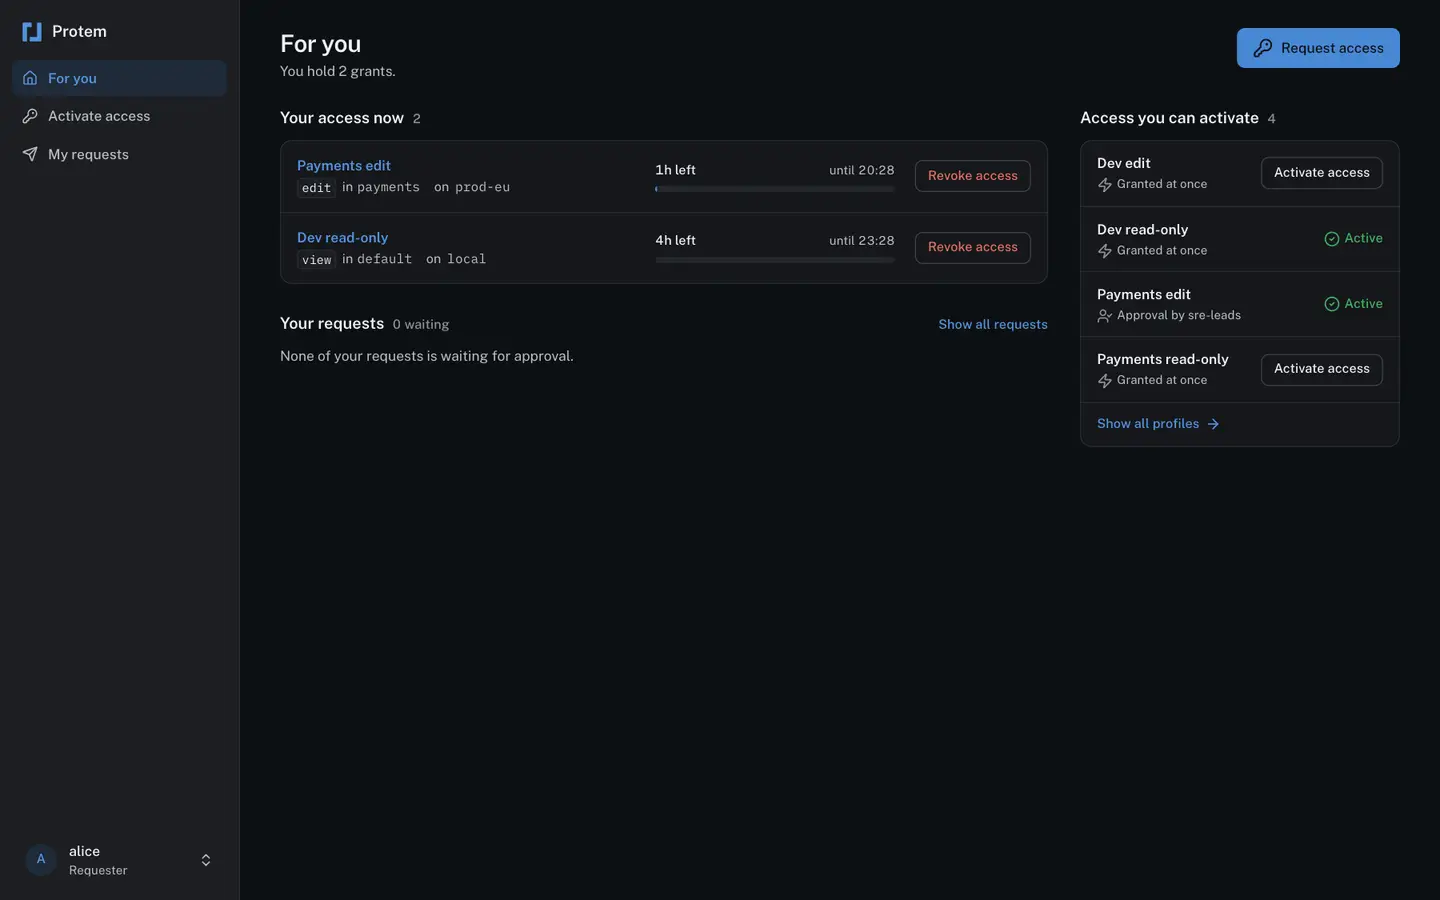 Protem
For you
Activate access
My requests
alice
Requester
For you
You hold 2 grants.
Request access
Your access now 2
Payments edit
edit in payments on prod-eu
1h left until 20:28
Revoke access
Dev read-only
view in default on local
4h left until 23:28
Revoke access
Your requests 0 waiting
Show all requests
None of your requests is waiting for approval.
Access you can activate 4
Dev edit
Granted at once
Activate access
Dev read-only
Granted at once
Active
Payments edit
Approval by sre-leads
Active
Payments read-only
Granted at once
Activate access
Show all profiles
A